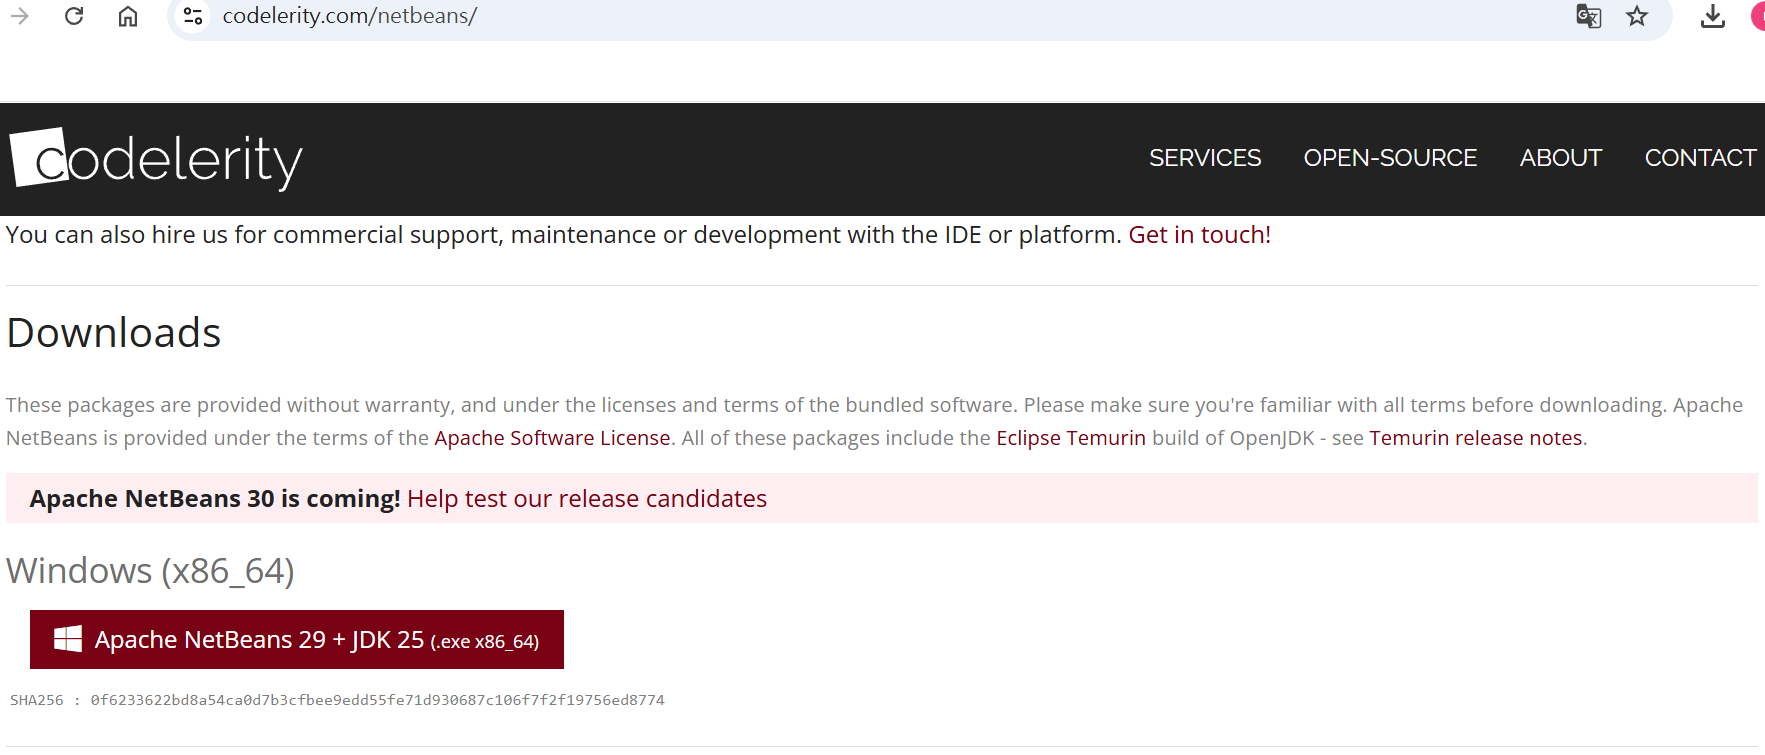 codelerity.com/netbeans/
codelerity
SERVICES OPEN-SOURCE ABOUT CONTACT
You can also hire us for commercial support, maintenance or development with the IDE or platform. Get in touch!
Downloads
These packages are provided without warranty, and under the licenses and terms of the bundled software. Please make sure you're familiar with all terms before downloading. Apache
NetBeans is provided under the terms of the Apache Software License. All of these packages include the Eclipse Temurin build of OpenJDK - see Temurin release notes.
Apache NetBeans 30 is coming! Help test our release candidates
Windows (x86_64)
Apache NetBeans 29 + JDK 25 (.exe x86_64)
SHA256 : 0f6233622bd8a54ca0d7b3cfbee9edd55fe71d930687c106f7f2f19756ed8774